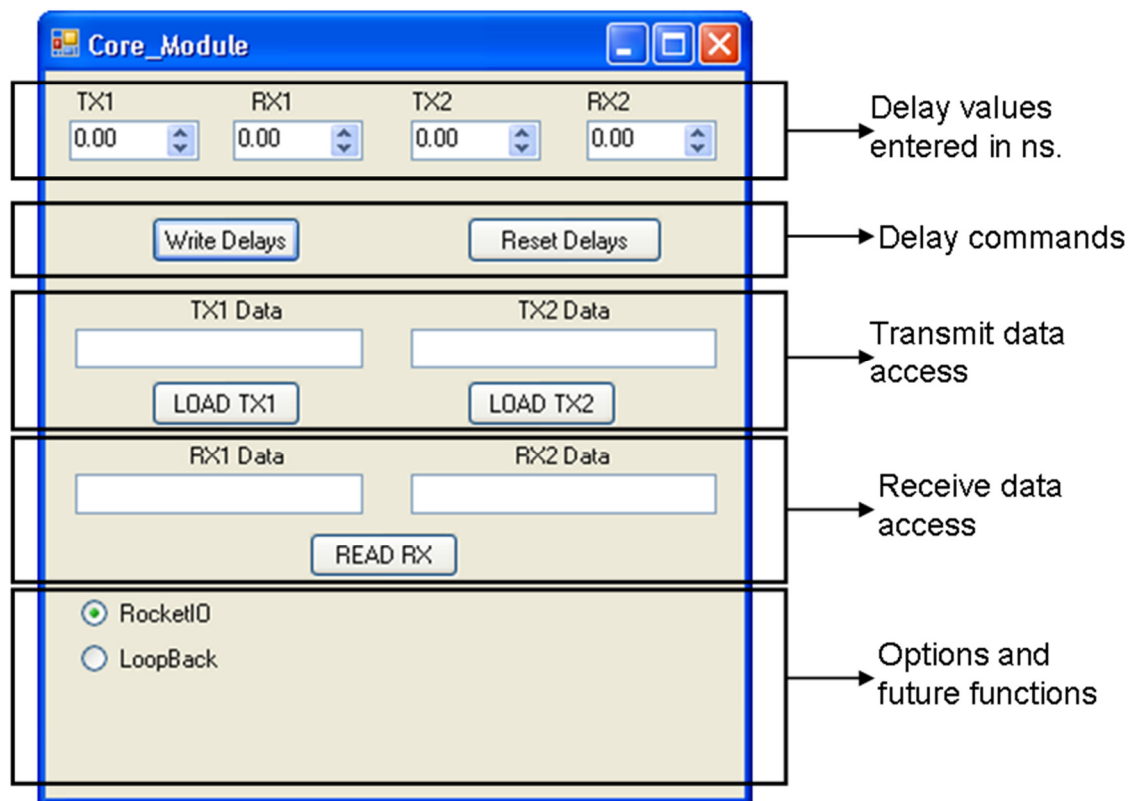 Core_Module
TX1 RX1 TX2 RX2
0.00 0.00 0.00 0.00
Delay values
entered in ns.
Write Delays Reset Delays
Delay commands
TX1 Data TX2 Data
LOAD TX1 LOAD TX2
Transmit data
access
RX1 Data RX2 Data
READ RX
Receive data
access
RocketIO
LoopBack
Options and
future functions